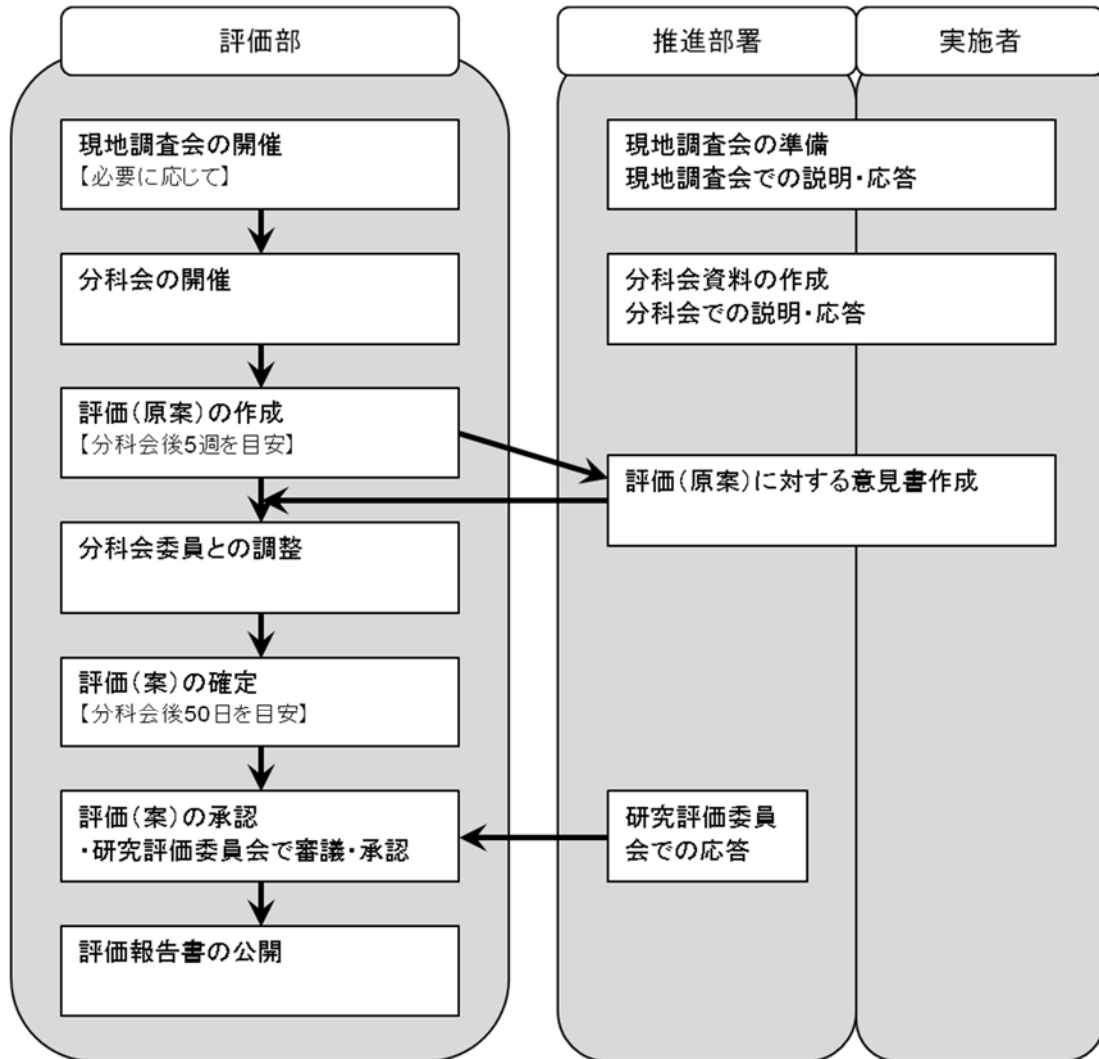 評価部
推進部署
実施者
現地調査会の開催
【必要に応じて】
現地調査会の準備
現地調査会での説明・応答
分科会の開催
分科会資料の作成
分科会での説明・応答
評価(原案)の作成
【分科会後5週を目安】
評価(原案)に対する意見書作成
分科会委員との調整
評価(案)の確定
【分科会後50日を目安】
評価(案)の承認
・研究評価委員会で審議・承認
研究評価委員
会での応答
評価報告書の公開